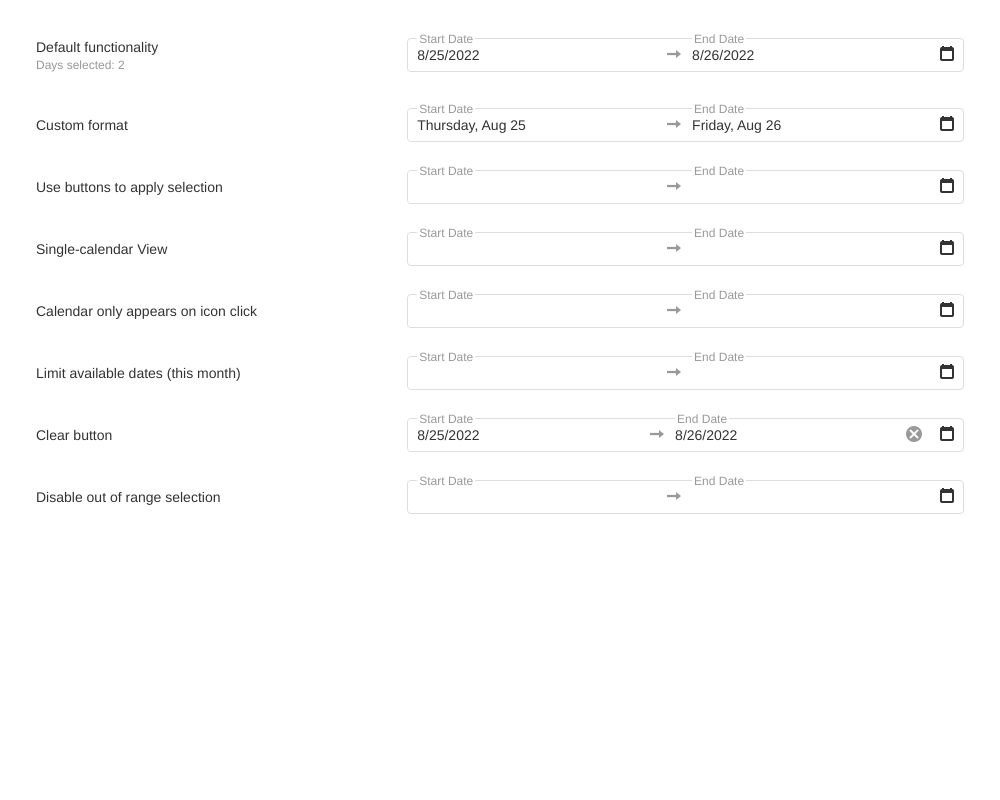 Default functionality
Days selected: 2
Start Date
8/25/2022
End Date
8/26/2022
Custom format
Start Date
Thursday, Aug 25
End Date
Friday, Aug 26
Use buttons to apply selection
Start Date
End Date
Single-calendar View
Start Date
End Date
Calendar only appears on icon click
Start Date
End Date
Limit available dates (this month)
Start Date
End Date
Clear button
Start Date
8/25/2022
End Date
8/26/2022
Disable out of range selection
Start Date
End Date